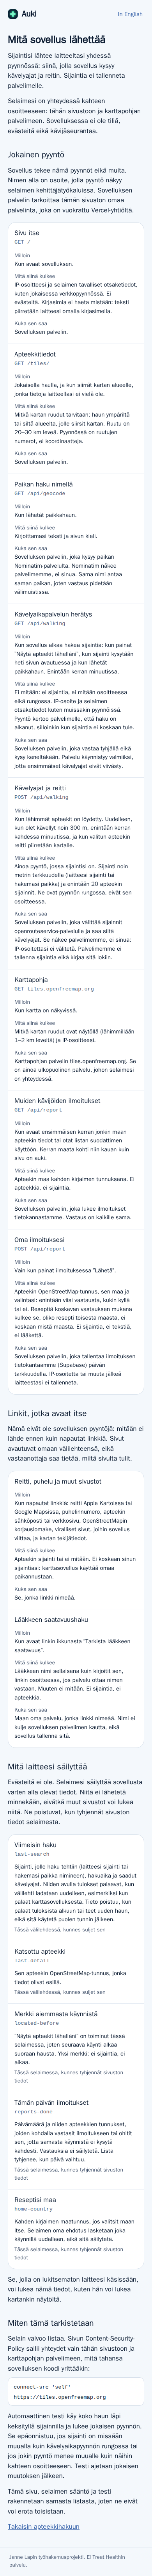 Auki
In English
Mitä sovellus lähettää
Sijaintisi lähtee laitteeltasi yhdessä
pyynnössä: siinä, jolla sovellus kysyy
kävelyajat ja reitin. Sijaintia ei tallenneta
palvelimelle.
Selaimesi on yhteydessä kahteen
osoitteeseen: tähän sivustoon ja karttapohjan
palvelimeen. Sovelluksessa ei ole tiliä,
evästeitä eikä kävijäseurantaa.
Jokainen pyyntö
Sovellus tekee nämä pyynnöt eikä muita.
Nimen alla on osoite, jolla pyyntö näkyy
selaimen kehittäjätyökaluissa. Sovelluksen
palvelin tarkoittaa tämän sivuston omaa
palvelinta, joka on vuokrattu Vercel-yhtiöltä.
Sivu itse
GET /
Milloin
Kun avaat sovelluksen.
Mitä siinä kulkee
IP-osoitteesi ja selaimen tavalliset otsaketiedot,
kuten jokaisessa verkkopyynnössä. Ei
evästeitä. Kirjasimia ei haeta mistään: teksti
piirretään laitteesi omalla kirjasimella.
Kuka sen saa
Sovelluksen palvelin.
Apteekkitiedot
GET /tiles/
Milloin
Jokaisella haulla, ja kun siirrät kartan alueelle,
jonka tietoja laitteellasi ei vielä ole.
Mitä siinä kulkee
Mitkä kartan ruudut tarvitaan: haun ympäriltä
tai siltä alueelta, jolle siirsit kartan. Ruutu on
20–30 km leveä. Pyynnössä on ruutujen
numerot, ei koordinaatteja.
Kuka sen saa
Sovelluksen palvelin.
Paikan haku nimellä
GET /api/geocode
Milloin
Kun lähetät paikkahaun.
Mitä siinä kulkee
Kirjoittamasi teksti ja sivun kieli.
Kuka sen saa
Sovelluksen palvelin, joka kysyy paikan
Nominatim-palvelulta. Nominatim näkee
palvelimemme, ei sinua. Sama nimi antaa
saman paikan, joten vastaus pidetään
välimuistissa.
Kävelyaikapalvelun herätys
GET /api/walking
Milloin
Kun sovellus alkaa hakea sijaintia: kun painat
"Näytä apteekit lähelläni", kun sijainti kysytään
heti sivun avautuessa ja kun lähetät
paikkahaun. Enintään kerran minuutissa.
Mitä siinä kulkee
Ei mitään: ei sijaintia, ei mitään osoitteessa
eikä rungossa. IP-osoite ja selaimen
otsaketiedot kuten muissakin pyynnöissä.
Pyyntö kertoo palvelimelle, että haku on
alkanut, silloinkin kun sijaintia ei koskaan tule.
Kuka sen saa
Sovelluksen palvelin, joka vastaa tyhjällä eikä
kysy keneltäkään. Palvelu käynnistyy valmiiksi,
jotta ensimmäiset kävelyajat eivät viivästy.
Kävelyajat ja reitti
POST /api/walking
Milloin
Kun lähimmät apteekit on löydetty. Uudelleen,
kun olet kävellyt noin 300 m, enintään kerran
kahdessa minuutissa, ja kun valitun apteekin
reitti piirretään kartalle.
Mitä siinä kulkee
Ainoa pyyntö, jossa sijaintisi on. Sijainti noin
metrin tarkkuudella (laitteesi sijainti tai
hakemasi paikka) ja enintään 20 apteekin
sijainnit. Ne ovat pyynnön rungossa, eivät sen
osoitteessa.
Kuka sen saa
Sovelluksen palvelin, joka välittää sijainnit
openrouteservice-palvelulle ja saa siltä
kävelyajat. Se näkee palvelimemme, ei sinua:
IP-osoitettasi ei välitetä. Palvelimemme ei
tallenna sijaintia eikä kirjaa sitä lokiin.
Karttapohja
GET tiles.openfreemap.org
Milloin
Kun kartta on näkyvissä.
Mitä siinä kulkee
Mitkä kartan ruudut ovat näytöllä (lähimmillään
1–2 km leveitä) ja IP-osoitteesi.
Kuka sen saa
Karttapohjan palvelin tiles.openfreemap.org. Se
on ainoa ulkopuolinen palvelu, johon selaimesi
on yhteydessä.
Muiden kävijöiden ilmoitukset
GET /api/report
Milloin
Kun avaat ensimmäisen kerran jonkin maan
apteekin tiedot tai otat listan suodattimen
käyttöön. Kerran maata kohti niin kauan kuin
sivu on auki.
Mitä siinä kulkee
Apteekin maa kahden kirjaimen tunnuksena. Ei
apteekkia, ei sijaintia.
Kuka sen saa
Sovelluksen palvelin, joka lukee ilmoitukset
tietokannastamme. Vastaus on kaikille sama.
Oma ilmoituksesi
POST /api/report
Milloin
Vain kun painat ilmoituksessa "Lähetä".
Mitä siinä kulkee
Apteekin OpenStreetMap-tunnus, sen maa ja
valintasi: enintään viisi vastausta, kukin kyllä
tai ei. Reseptiä koskevan vastauksen mukana
kulkee se, oliko resepti toisesta maasta, ei
koskaan mistä maasta. Ei sijaintia, ei tekstiä,
ei lääkettä.
Kuka sen saa
Sovelluksen palvelin, joka tallentaa ilmoituksen
tietokantaamme (Supabase) päivän
tarkkuudella. IP-osoitetta tai muuta jälkeä
laitteestasi ei tallenneta.
Linkit, jotka avaat itse
Nämä eivät ole sovelluksen pyyntöjä: mitään ei
lähde ennen kuin napautat linkkiä. Sivut
avautuvat omaan välilehteensä, eikä
vastaanottaja saa tietää, miltä sivulta tulit.
Reitti, puhelu ja muut sivustot
Milloin
Kun napautat linkkiä: reitti Apple Kartoissa tai
Google Mapsissa, puhelinnumero, apteekin
sähköposti tai verkkosivu, OpenStreetMapin
korjauslomake, viralliset sivut, joihin sovellus
viittaa, ja kartan tekijätiedot.
Mitä siinä kulkee
Apteekin sijainti tai ei mitään. Ei koskaan sinun
sijaintiasi: karttasovellus käyttää omaa
paikannustaan.
Kuka sen saa
Se, jonka linkki nimeää.
Lääkkeen saatavuushaku
Milloin
Kun avaat linkin ikkunasta "Tarkista lääkkeen
saatavuus".
Mitä siinä kulkee
Lääkkeen nimi sellaisena kuin kirjoitit sen,
linkin osoitteessa, jos palvelu ottaa nimen
vastaan. Muuten ei mitään. Ei sijaintia, ei
apteekkia.
Kuka sen saa
Maan oma palvelu, jonka linkki nimeää. Nimi ei
kulje sovelluksen palvelimen kautta, eikä
sovellus tallenna sitä.
Mitä laitteesi säilyttää
Evästeitä ei ole. Selaimesi säilyttää sovellusta
varten alla olevat tiedot. Niitä ei lähetetä
minnekään, eivätkä muut sivustot voi lukea
niitä. Ne poistuvat, kun tyhjennät sivuston
tiedot selaimesta.
Viimeisin haku
last-search
Sijainti, jolle haku tehtiin (laitteesi sijainti tai
hakemasi paikka nimineen), hakuaika ja saadut
kävelyajat. Niiden avulla tulokset palaavat, kun
välilehti ladataan uudelleen, esimerkiksi kun
palaat karttasovelluksesta. Tieto poistuu, kun
palaat tuloksista alkuun tai teet uuden haun,
eikä sitä käytetä puolen tunnin jälkeen.
Tässä välilehdessä, kunnes suljet sen
Katsottu apteekki
last-detail
Sen apteekin OpenStreetMap-tunnus, jonka
tiedot olivat esillä.
Tässä välilehdessä, kunnes suljet sen
Merkki aiemmasta käynnistä
located-before
"Näytä apteekit lähelläni" on toiminut tässä
selaimessa, joten seuraava käynti alkaa
suoraan hausta. Yksi merkki: ei sijaintia, ei
aikaa.
Tässä selaimessa, kunnes tyhjennät sivuston
tiedot
Tämän päivän ilmoitukset
reports-done
Päivämäärä ja niiden apteekkien tunnukset,
joiden kohdalla vastasit ilmoitukseen tai ohitit
sen, jotta samasta käynnistä ei kysytä
kahdesti. Vastauksia ei säilytetä. Lista
tyhjenee, kun päivä vaihtuu.
Tässä selaimessa, kunnes tyhjennät sivuston
tiedot
Reseptisi maa
home-country
Kahden kirjaimen maatunnus, jos valitsit maan
itse. Selaimen oma ehdotus lasketaan joka
käynnillä uudelleen, eikä sitä säilytetä.
Tässä selaimessa, kunnes tyhjennät sivuston
tiedot
Se, jolla on lukitsematon laitteesi käsissään,
voi lukea nämä tiedot, kuten hän voi lukea
kartankin näytöltä.
Miten tämä tarkistetaan
Selain valvoo listaa. Sivun Content-Security-
Policy sallii yhteydet vain tähän sivustoon ja
karttapohjan palvelimeen, mitä tahansa
sovelluksen koodi yrittääkin:
connect-src 'self'
https://tiles.openfreemap.org
Automaattinen testi käy koko haun läpi
keksityllä sijainnilla ja lukee jokaisen pyynnön.
Se epäonnistuu, jos sijainti on missään
muualla kuin kävelyaikapyynnön rungossa tai
jos jokin pyyntö menee muualle kuin näihin
kahteen osoitteeseen. Testi ajetaan jokaisen
muutoksen jälkeen.
Tämä sivu, selaimen sääntö ja testi
rakennetaan samasta listasta, joten ne eivät
voi erota toisistaan.
Takaisin apteekkihakuun
Janne Lapin työhakemusprojekti. Ei Treat Healthin
palvelu.